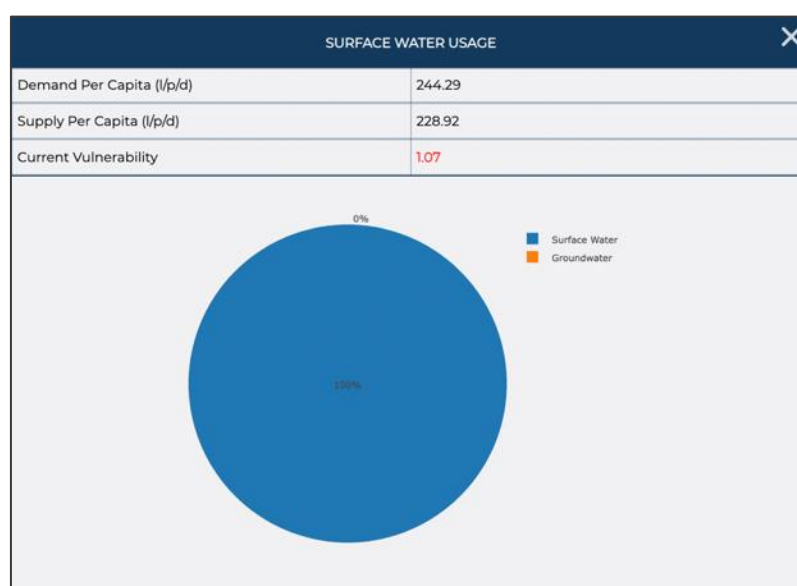 SURFACE WATER USAGE
Demand Per Capita (l/p/d) 244.29
Supply Per Capita (l/p/d) 228.92
Current Vulnerability 1.07
0%
Surface Water
Groundwater
100%